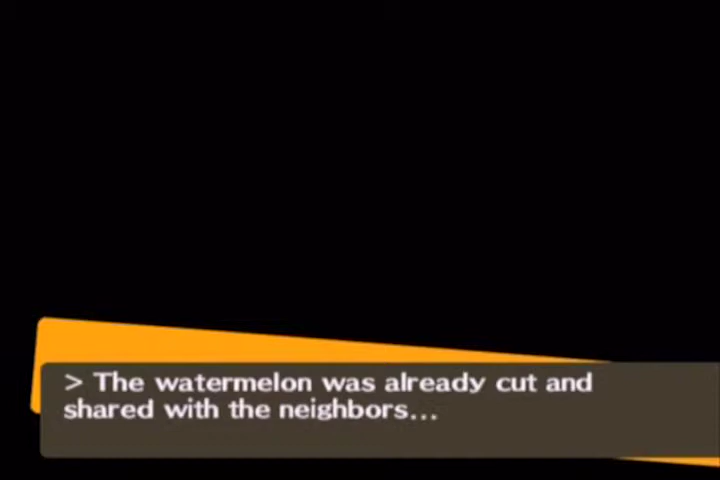 > The watermelon was already cut and
shared with the neighbors...